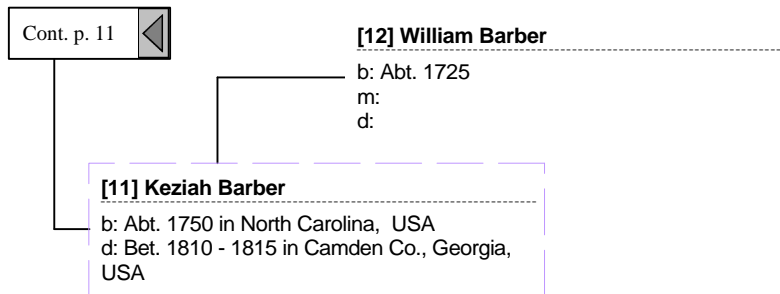 Cont. p. 11
[12] William Barber
b: Abt. 1725
m:
d:
[11] Keziah Barber
b: Abt. 1750 in North Carolina, USA
d: Bet. 1810 - 1815 in Camden Co., Georgia,
USA